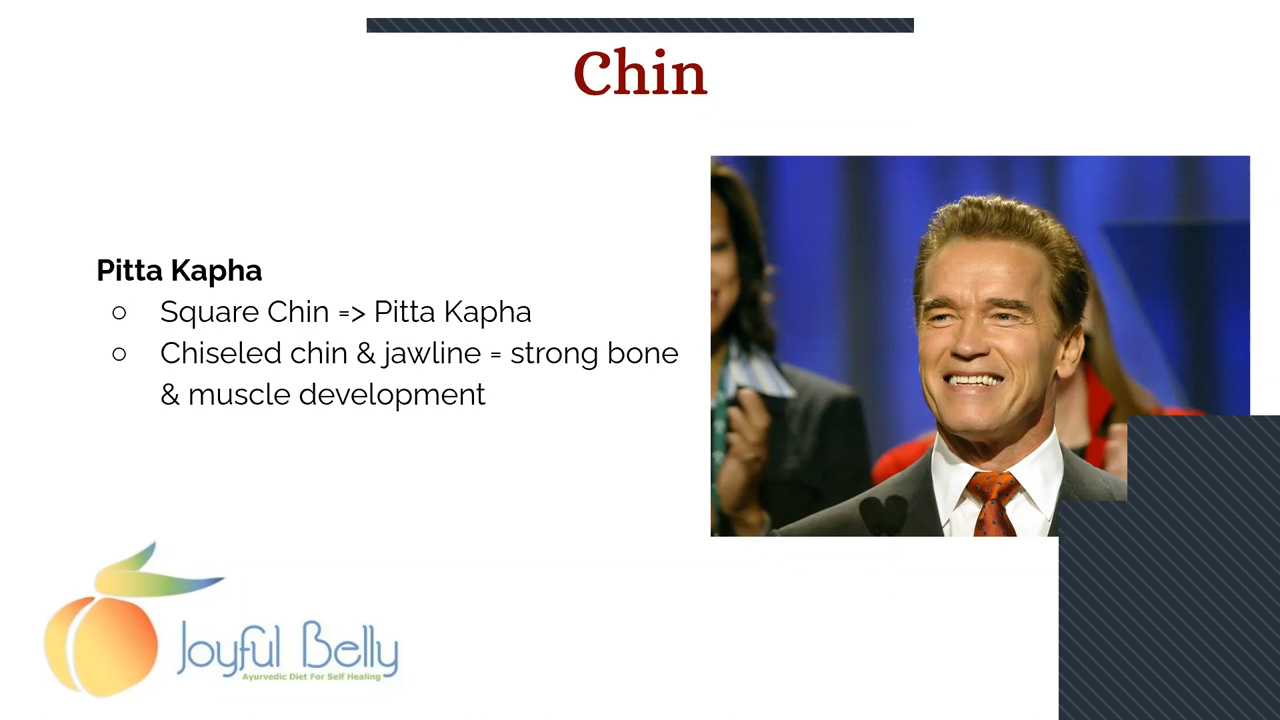 Chin
Pitta Kapha
○ Square Chin => Pitta Kapha
○ Chiseled chin & jawline = strong bone
& muscle development
Joyful Belly
Ayurvedic Diet For Self Healing